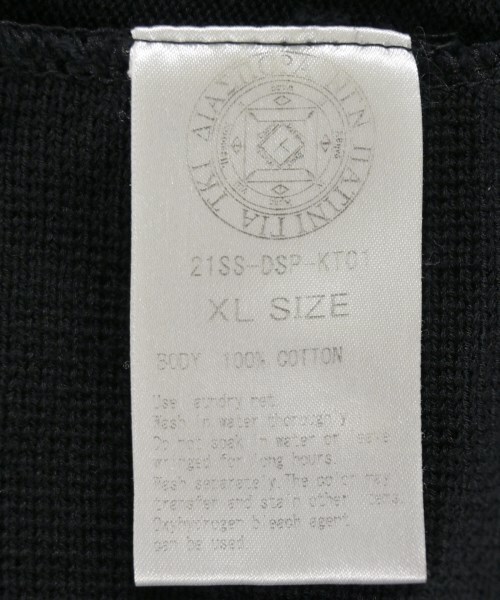 21SS-DSP-KT01
XL SIZE
BODY 100% COTTON
Use laundry net.
Wash in water thoroughly
Do not soak in water or leave
wringed for long hours.
Wash separately. The color may
transfer and stain other items.
Oxyhydrogen bleach agent
can be used